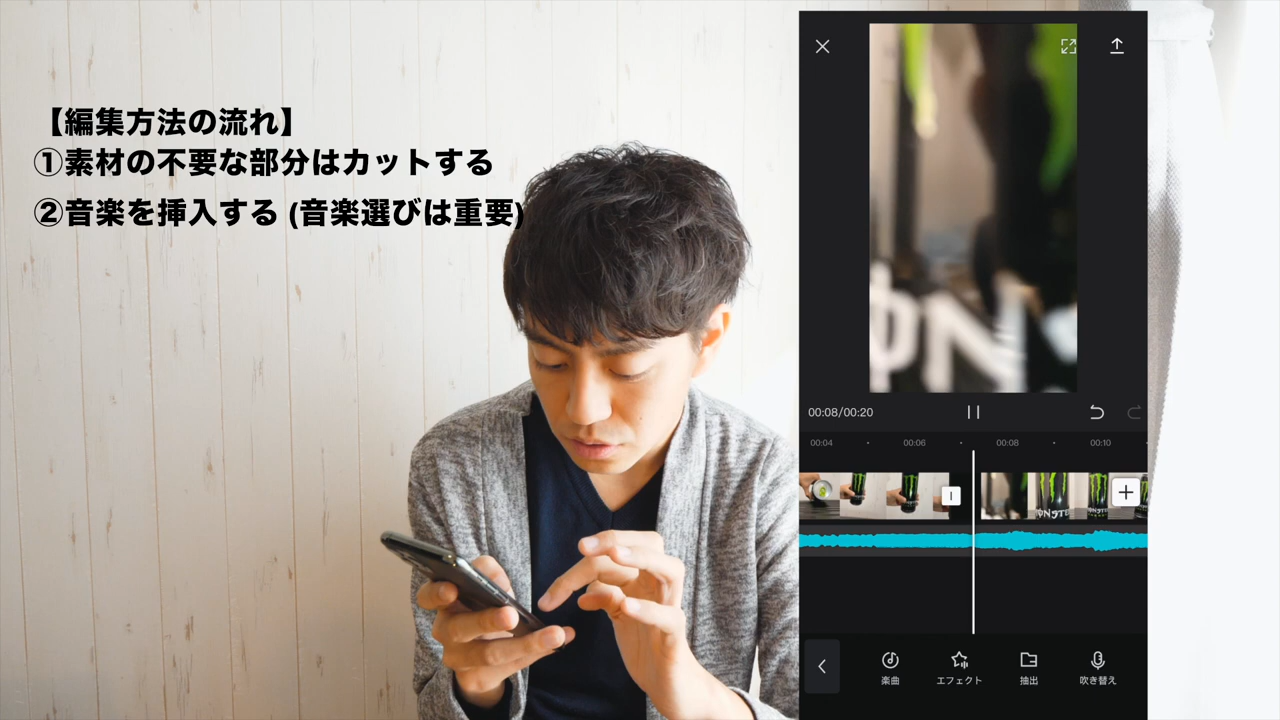 【編集方法の流れ】
①素材の不要な部分はカットする
②音楽を挿入する (音楽選びは重要)
00:08/00:20
00:04
00:06
00:08
00:10
楽曲
エフェクト
抽出
吹き替え